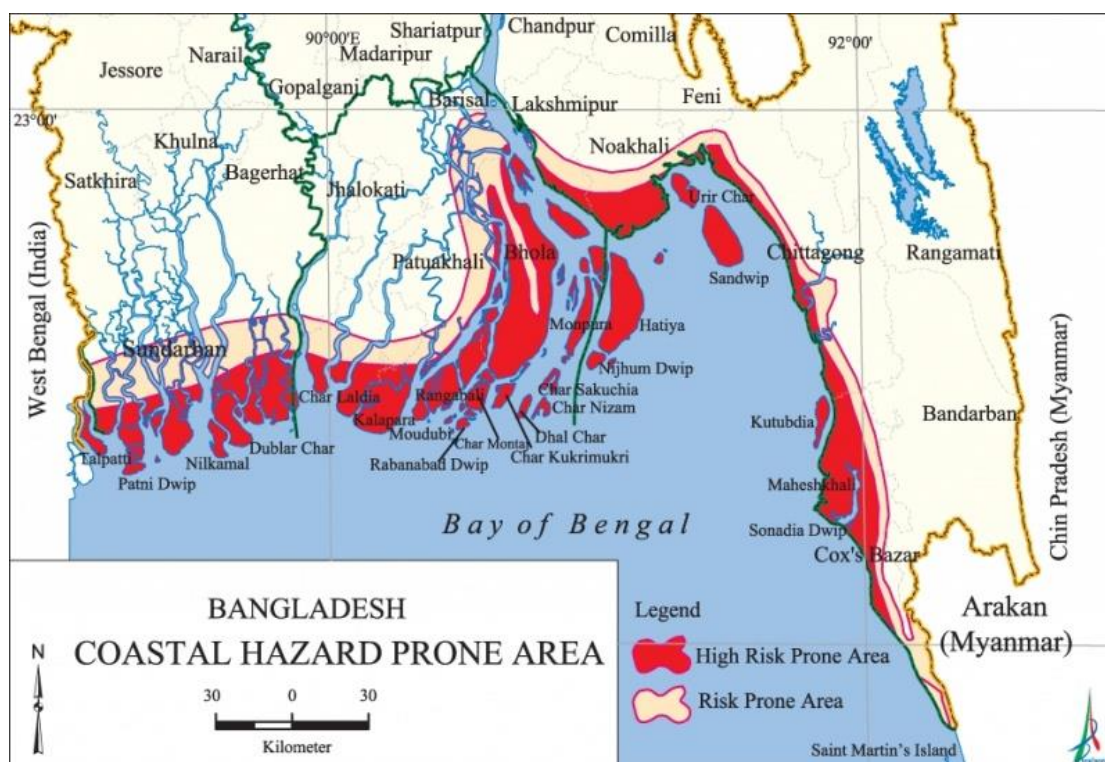 Shariatpur
Chandpur
Comilla
90°00'E
92°00'
Narail
Madaripur
Jessore
Gopalganj
Feni
Barisal
Lakshmipur
23°00'
Khulna
Noakhali
Satkhira
Bagerhat
Jhalokati
Urir Char
Bhola
Chittagong
Rangamati
Patuakhali
Sandwip
West Bengal (India)
Monpura
Hatiya
Sundarban
Nijhum Dwip
Char Laldia
Rangabali
Char Sakuchia
Char Nizam
Kalapara
Moudubi
Dhal Char
Kutubdia
Bandarban
Chin Pradesh (Myanmar)
Char Montaj
Char Kukrimukri
Talpatti
Nilkamal
Dublar Char
Rabanabad Dwip
Patni Dwip
Maheshkhali
Bay of Bengal
Sonadia Dwip
Cox's Bazar
BANGLADESH
COASTAL HAZARD PRONE AREA
Legend
High Risk Prone Area
Risk Prone Area
Arakan
(Myanmar)
N
30 0 30
Kilometer
Saint Martin's Island